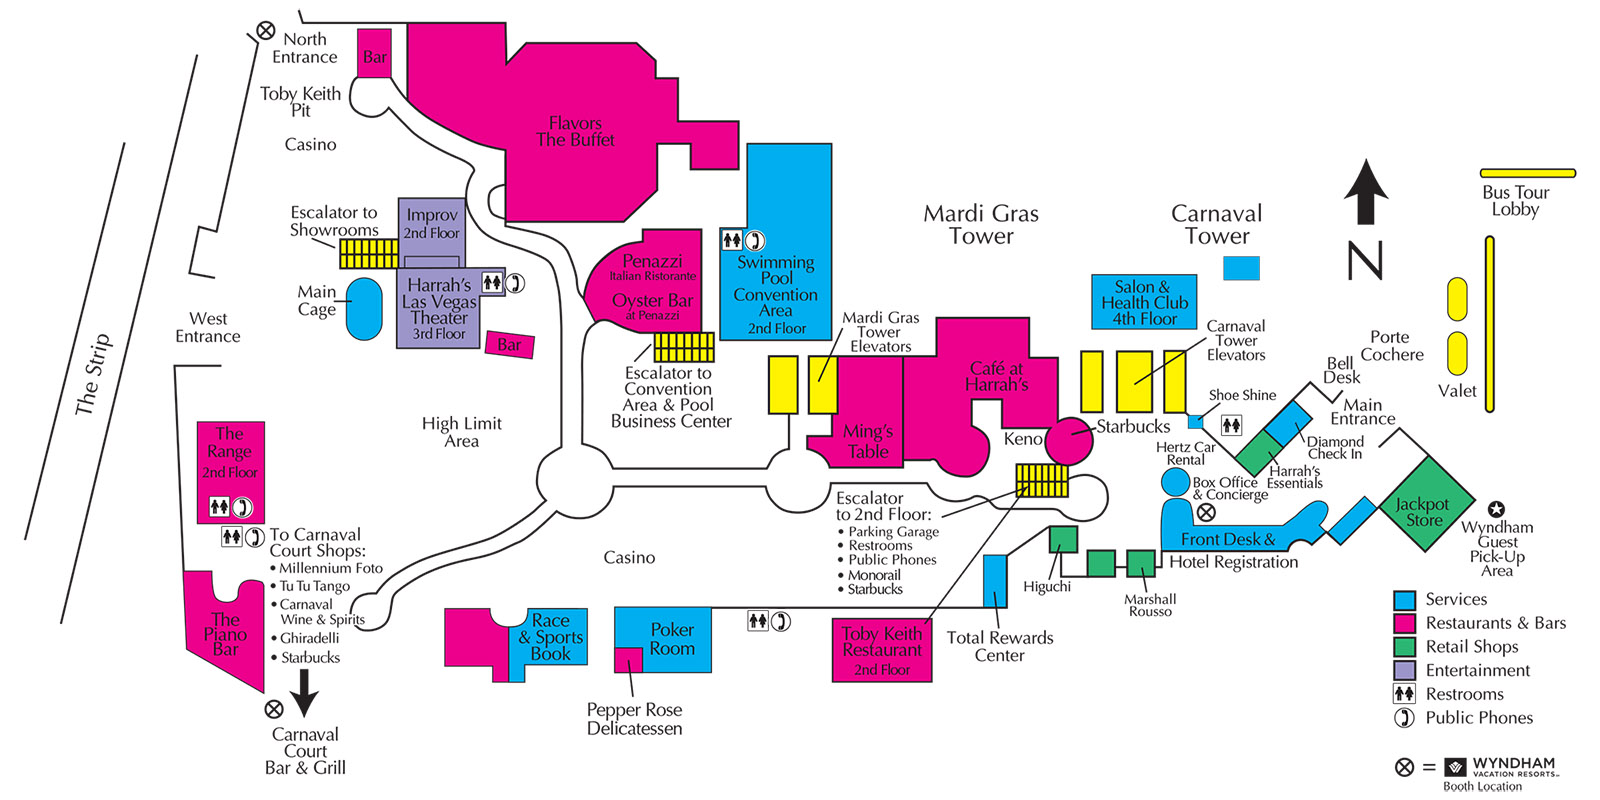 North
Entrance
Bar
Toby Keith
Pit
Casino
Flavors
The Buffet
Escalator to
Showrooms
Improv
2nd Floor
Main
Cage
Harrah's
Las Vegas
Theater
3rd Floor
Bar
West
Entrance
The Strip
Penazzi
Italian Ristorante
Oyster Bar
at Penazzi
Swimming
Pool
Convention
Area
2nd Floor
Escalator to
Convention
Area & Pool
Business Center
High Limit
Area
Mardi Gras
Tower
Elevators
Mardi Gras
Tower
Carnaval
Tower
Salon &
Health Club
4th Floor
Carnaval
Tower
Elevators
Café at
Harrah's
Ming's
Table
Keno
Starbucks
N
Bus Tour
Lobby
Porte
Cochere
Valet
Bell
Desk
Main
Entrance
Shoe Shine
Diamond
Check In
Harrah's
Essentials
Hertz Car
Rental
Box Office
& Concierge
Front Desk &
Hotel Registration
Jackpot
Store
Wyndham
Guest
Pick-Up
Area
The
Range
2nd Floor
To Carnaval
Court Shops:
• Millennium Foto
• Tu Tu Tango
• Carnaval
Wine & Spirits
• Ghiradelli
• Starbucks
The
Piano
Bar
Carnaval
Court
Bar & Grill
Casino
Escalator
to 2nd Floor:
• Parking Garage
• Restrooms
• Public Phones
• Monorail
• Starbucks
Race
& Sports
Book
Poker
Room
Pepper Rose
Delicatessen
Toby Keith
Restaurant
2nd Floor
Total Rewards
Center
Higuchi
Marshall
Rousso
Services
Restaurants & Bars
Retail Shops
Entertainment
Restrooms
Public Phones
= WYNDHAM
VACATION RESORTS
Booth Location